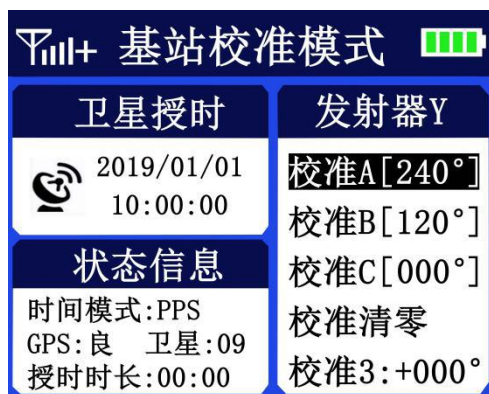 基站校准模式
卫星授时
2019/01/01
10:00:00
状态信息
时间模式:PPS
GPS:良 卫星:09
授时时长:00:00
发射器Y
校准A[240°]
校准B[120°]
校准C[000°]
校准清零
校准3:+000°